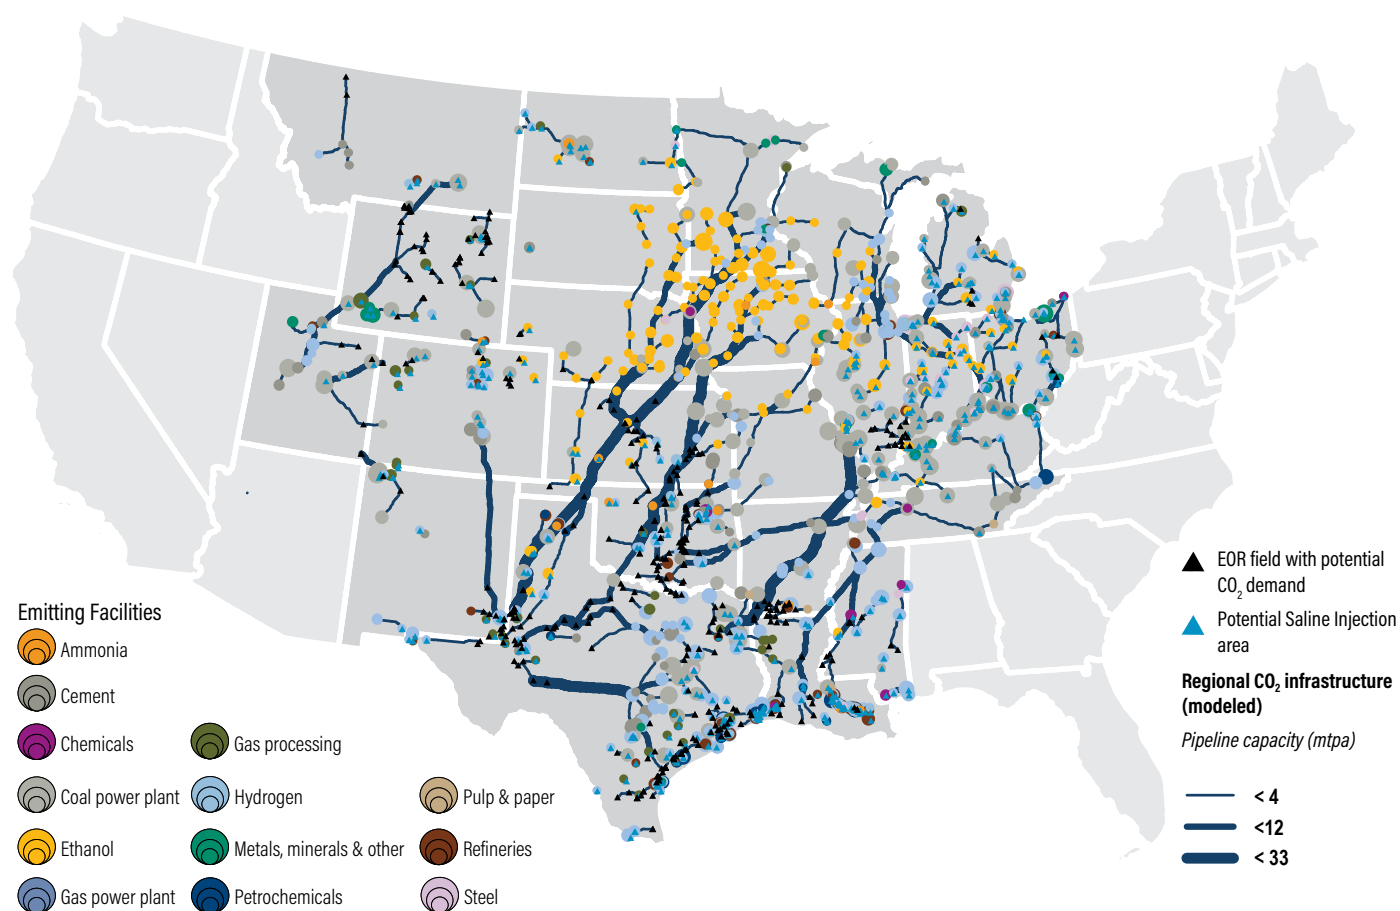 Emitting Facilities
Ammonia
Cement
Chemicals
Gas processing
Coal power plant
Hydrogen
Pulp & paper
Ethanol
Metals, minerals & other
Refineries
Gas power plant
Petrochemicals
Steel
EOR field with potential
CO2 demand
Potential Saline Injection
area
Regional CO2 infrastructure
(modeled)
Pipeline capacity (mtpa)
< 4
<12
< 33